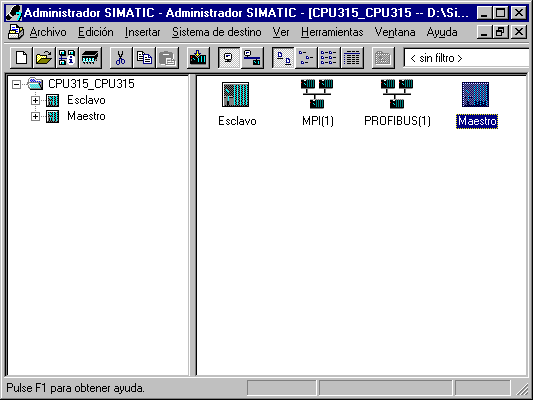 Administrador SIMATIC - Administrador SIMATIC - [CPU315_CPU315 -- D:\Si...
Archivo Edición Insertar Sistema de destino Ver Herramientas Ventana Ayuda
< sin filtro >
CPU315_CPU315
Esclavo
Maestro
Esclavo MPI(1) PROFIBUS(1) Maestro
Pulse F1 para obtener ayuda.